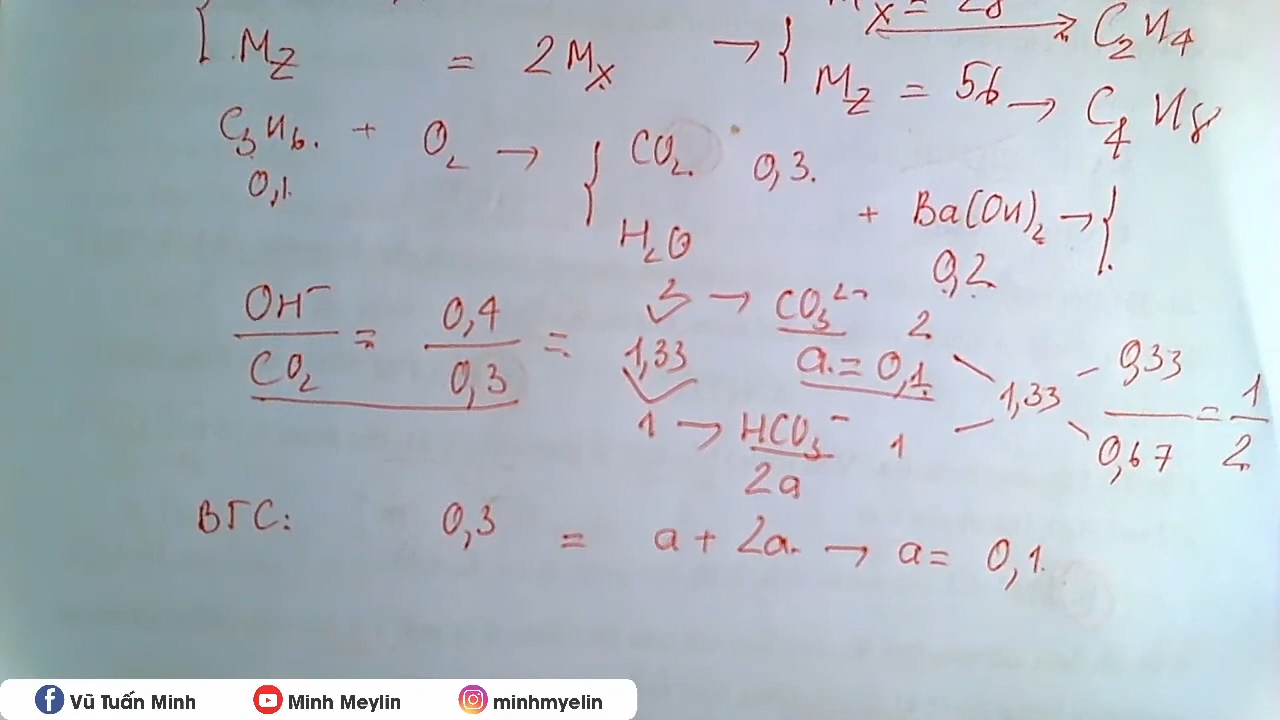 M_X = 28 → C₂H₄
{ M_Z = 2M_X → { M_Z = 56 → C₄H₈
C₃H₆ + O₂ → { CO₂ 0,3
0,1
H₂O + Ba(OH)₂ → {
0,2
OH⁻ / CO₂ = 0,4 / 0,3 = 1,33
2 → CO₃²⁻ 2
a = 0,1
1 → HCO₃⁻ 1
2a
1,33 – 0,33 / 0,67 = 1 / 2
BTC: 0,3 = a + 2a → a = 0,1
Vũ Tuấn Minh Minh Meylin minhmyelin